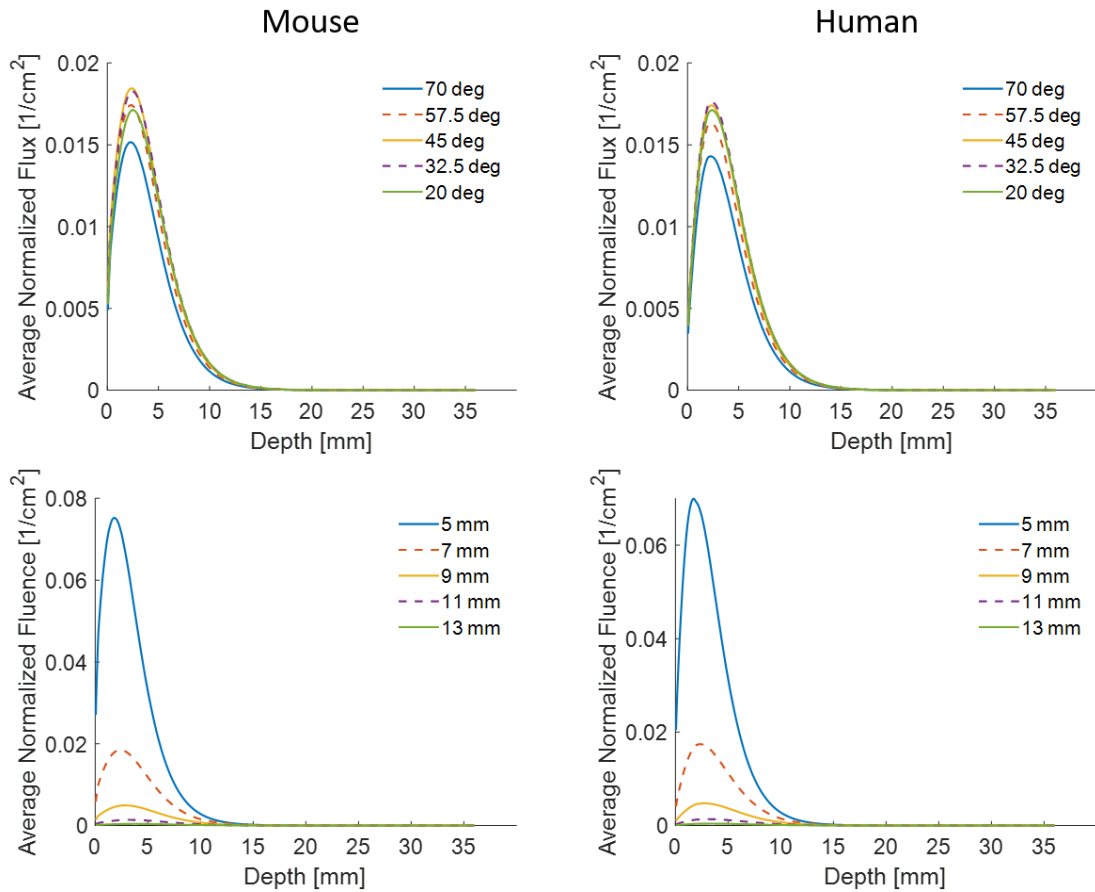 Mouse
Human
Average Normalized Flux [1/cm²]
0.02
0.015
0.01
0.005
0
0 5 10 15 20 25 30 35
Depth [mm]
70 deg
57.5 deg
45 deg
32.5 deg
20 deg
Average Normalized Flux [1/cm²]
0.02
0.015
0.01
0.005
0
0 5 10 15 20 25 30 35
Depth [mm]
70 deg
57.5 deg
45 deg
32.5 deg
20 deg
Average Normalized Fluence [1/cm²]
0.08
0.06
0.04
0.02
0
0 5 10 15 20 25 30 35
Depth [mm]
5 mm
7 mm
9 mm
11 mm
13 mm
Average Normalized Fluence [1/cm²]
0.06
0.04
0.02
0
0 5 10 15 20 25 30 35
Depth [mm]
5 mm
7 mm
9 mm
11 mm
13 mm